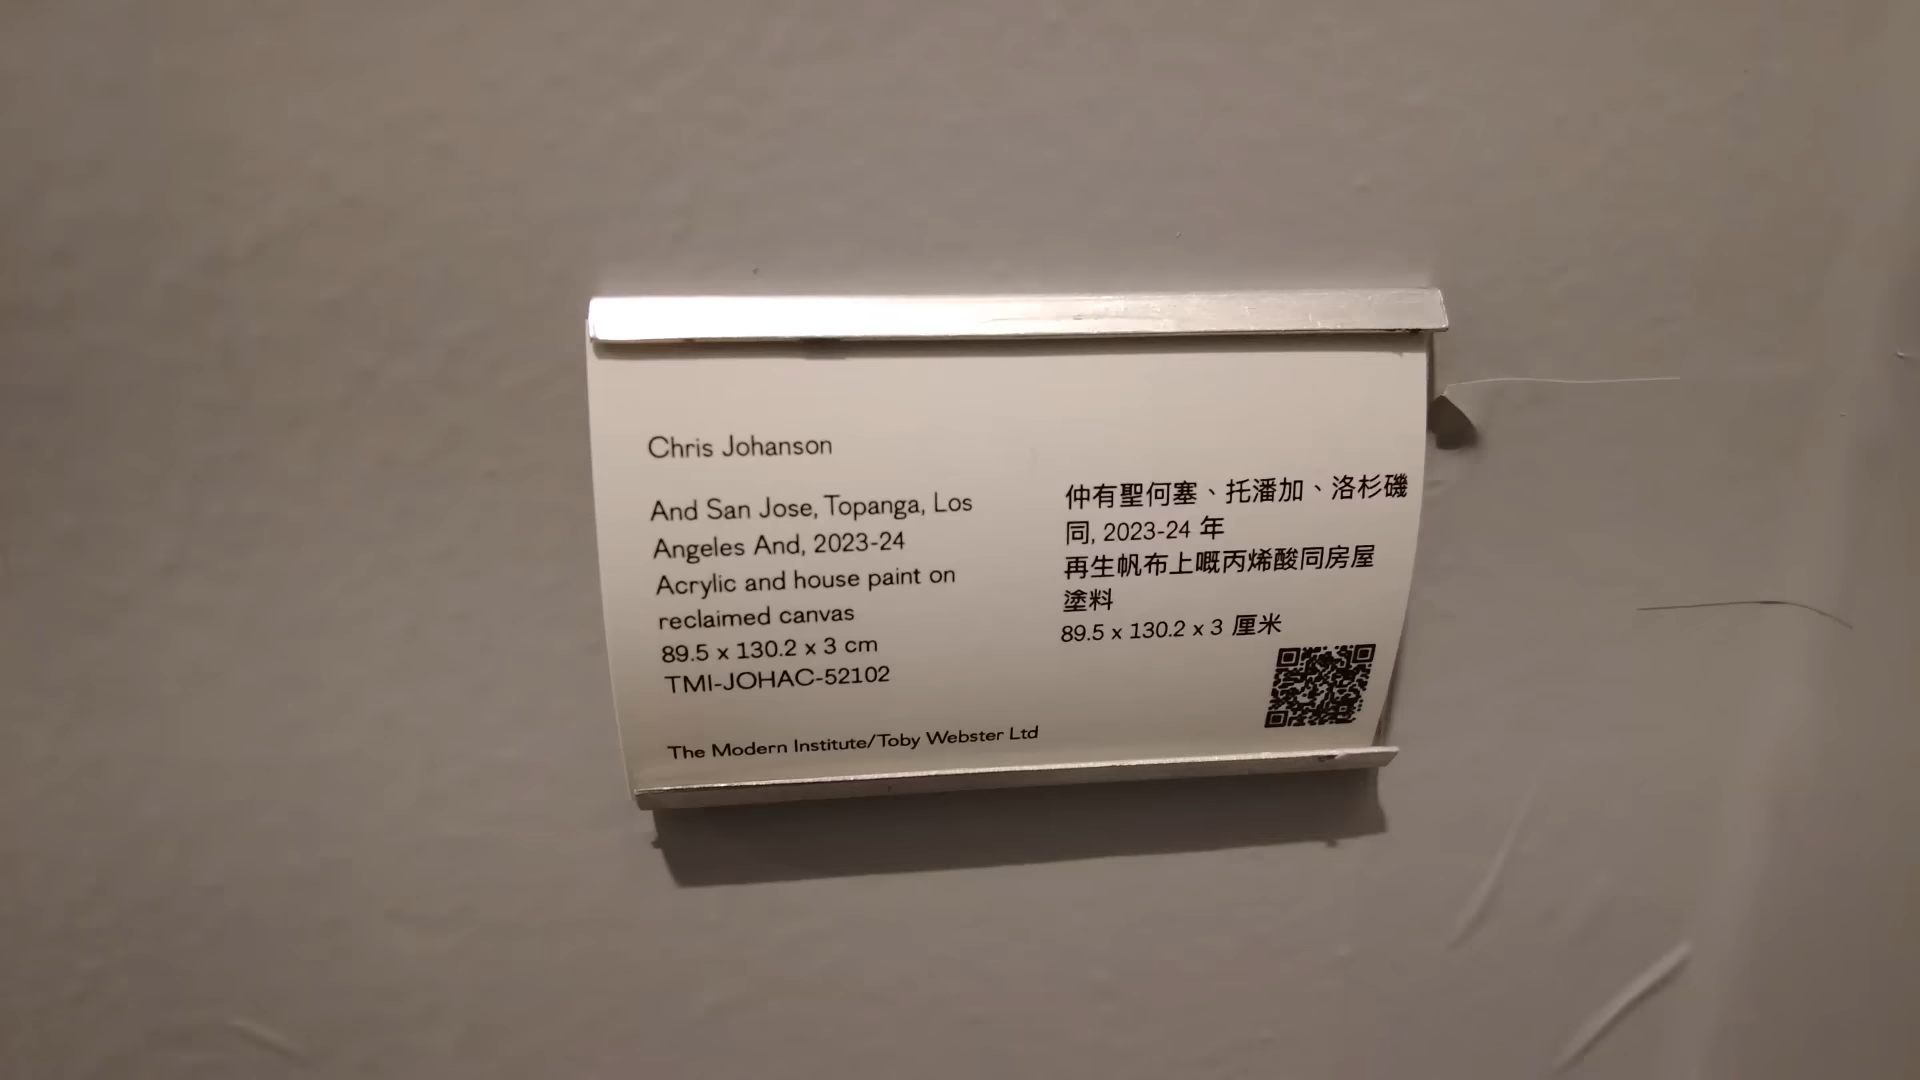 Chris Johanson
And San Jose, Topanga, Los
Angeles And, 2023-24
Acrylic and house paint on
reclaimed canvas
89.5 x 130.2 x 3 cm
TMI-JOHAC-52102
The Modern Institute/Toby Webster Ltd
仲有聖何塞、托潘加、洛杉磯
同, 2023-24 年
再生帆布上嘅丙烯酸同房屋
塗料
89.5 x 130.2 x 3 厘米